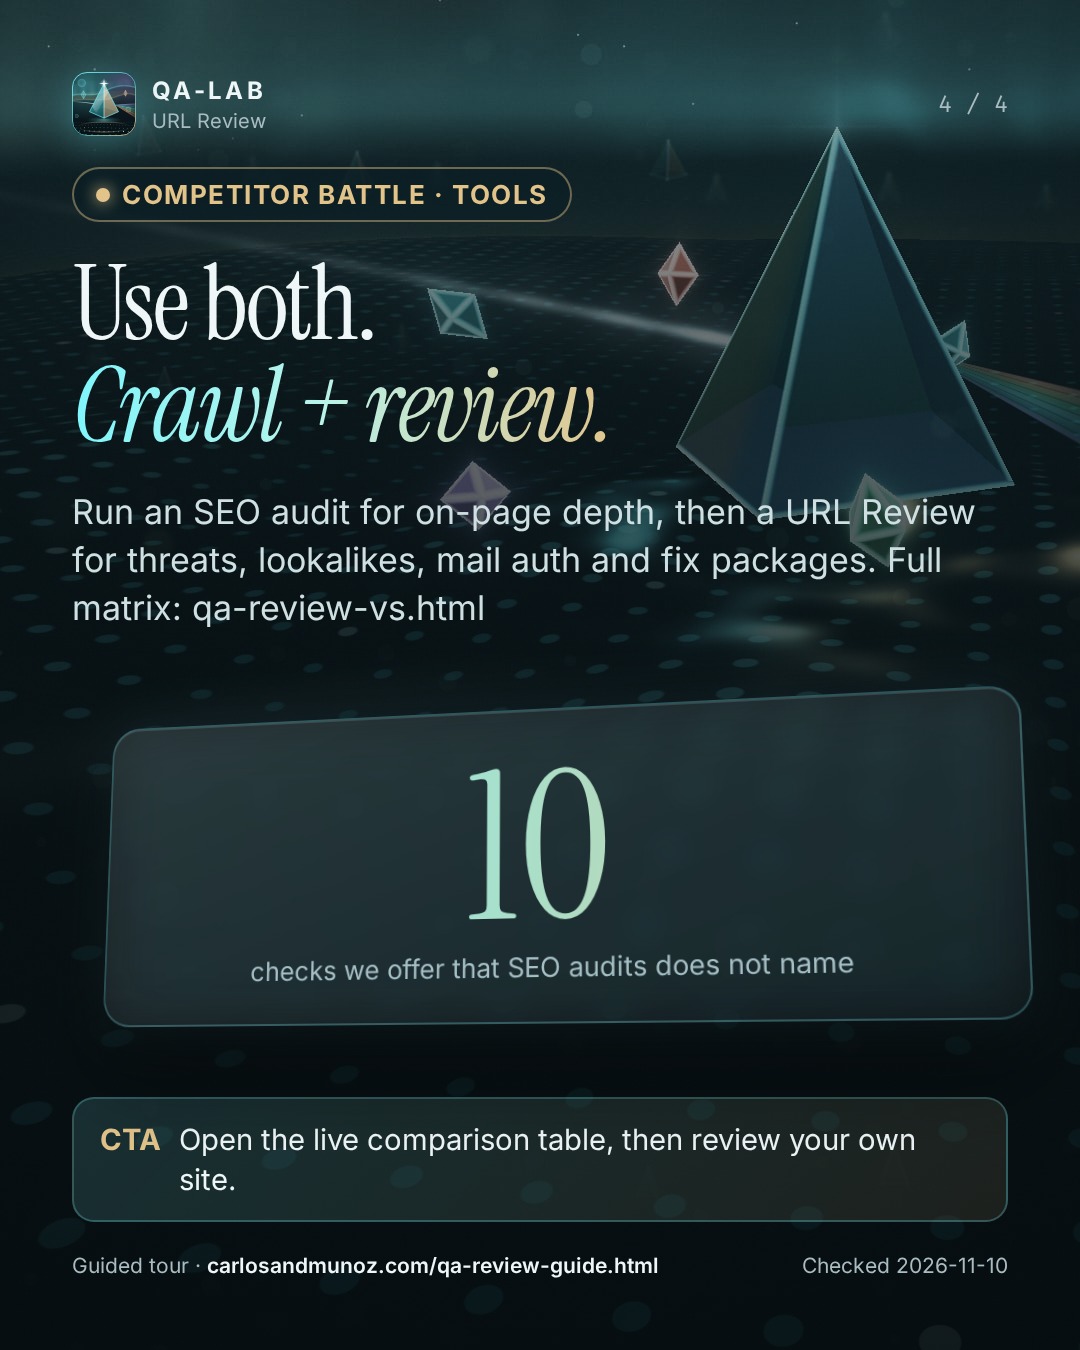 QA-LAB
URL Review
4 / 4
COMPETITOR BATTLE · TOOLS
Use both.
Crawl + review.
Run an SEO audit for on-page depth, then a URL Review
for threats, lookalikes, mail auth and fix packages. Full
matrix: qa-review-vs.html
10
checks we offer that SEO audits does not name
CTA Open the live comparison table, then review your own
site.
Guided tour · carlosandmunoz.com/qa-review-guide.html
Checked 2026-11-10